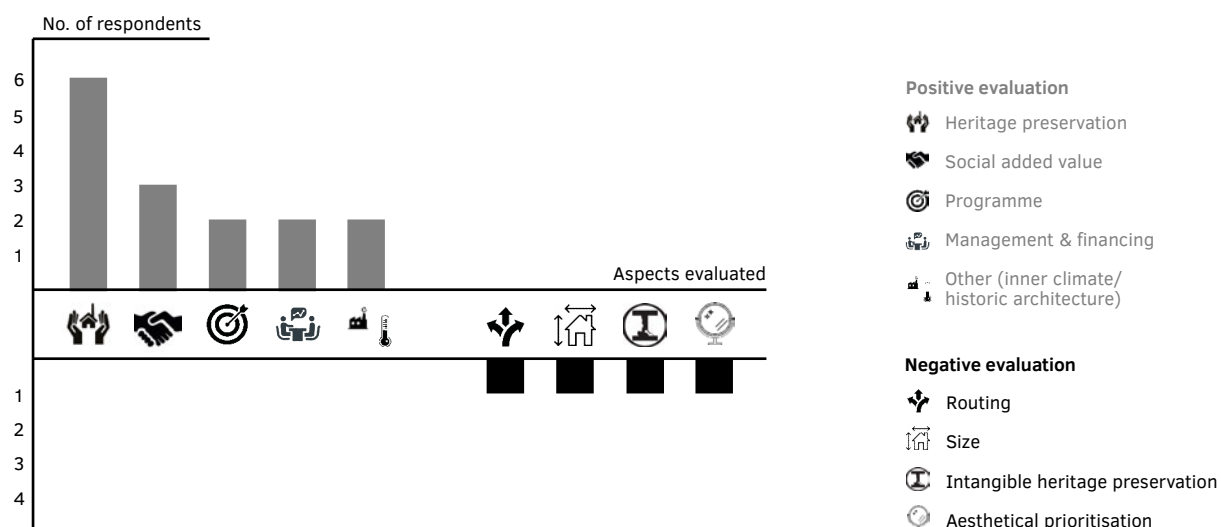 No. of respondents
6
5
4
3
2
1
Aspects evaluated
1
2
3
4
Positive evaluation
Heritage preservation
Social added value
Programme
Management & financing
Other (inner climate/
historic architecture)
Negative evaluation
Routing
Size
Intangible heritage preservation
Aesthetical prioritisation